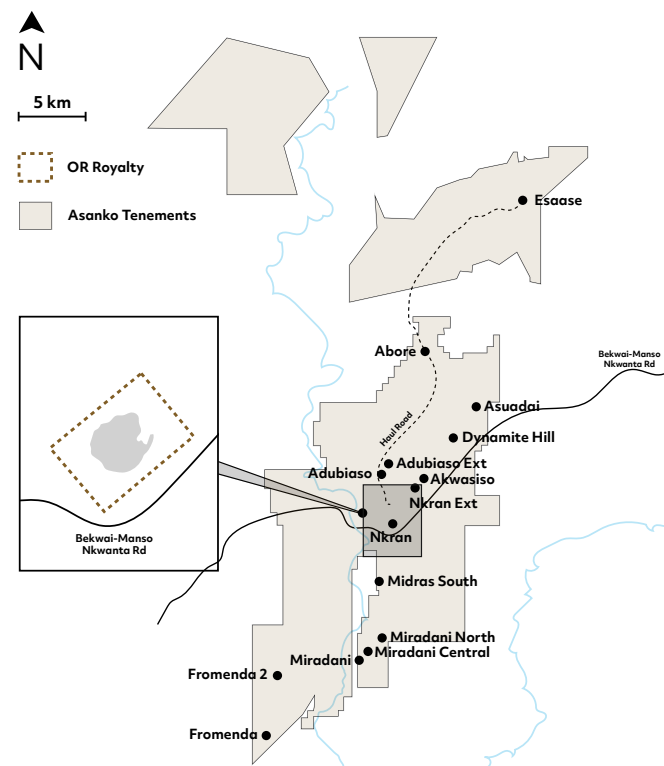 N
5 km
OR Royalty
Asanko Tenements
Esaase
Abore
Bekwai-Manso
Nkwanta Rd
Haul Road
Asuadai
Dynamite Hill
Adubiaso Ext
Adubiaso
Akwasiso
Nkran Ext
Nkran
Bekwai-Manso
Nkwanta Rd
Midras South
Miradani North
Miradani Central
Miradani
Fromenda 2
Fromenda